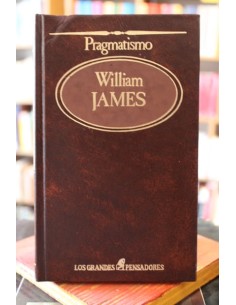 Pragmatismo
William
JAMES
LOS GRANDES PENSADORES